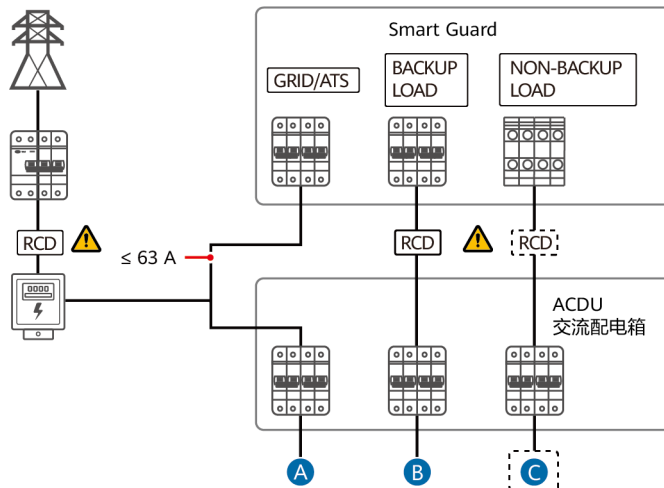 Smart Guard
GRID/ATS
BACKUP
LOAD
NON-BACKUP
LOAD
RCD
≤ 63 A
RCD
RCD
0000
ACDU
交流配电箱
A
B
C